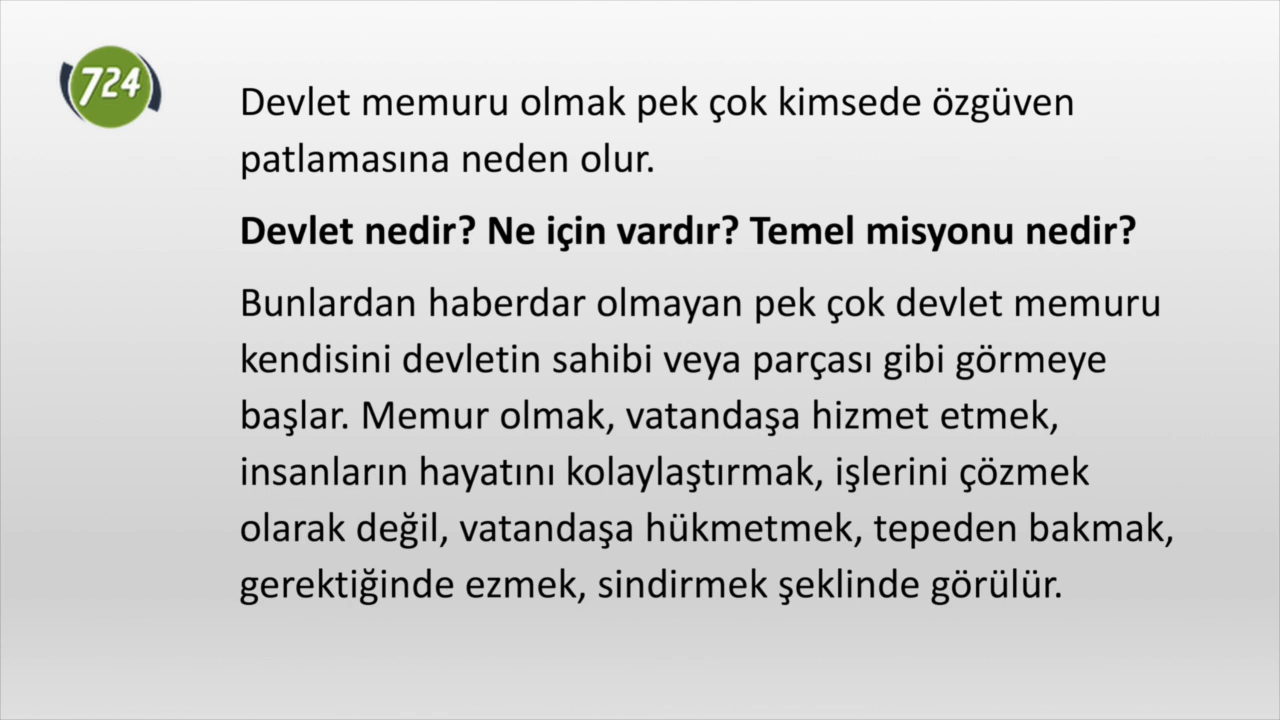 724
Devlet memuru olmak pek çok kimsede özgüven
patlamasına neden olur.
Devlet nedir? Ne için vardır? Temel misyonu nedir?
Bunlardan haberdar olmayan pek çok devlet memuru
kendisini devletin sahibi veya parçası gibi görmeye
başlar. Memur olmak, vatandaşa hizmet etmek,
insanların hayatını kolaylaştırmak, işlerini çözmek
olarak değil, vatandaşa hükmetmek, tepeden bakmak,
gerektiğinde ezmek, sindirmek şeklinde görülür.